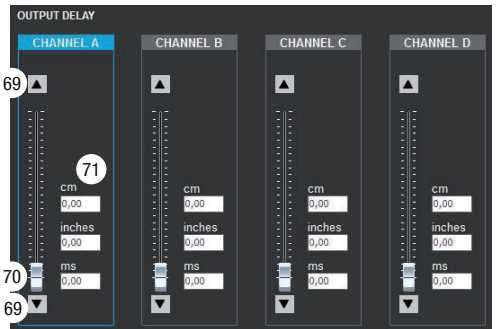 OUTPUT DELAY
CHANNEL A CHANNEL B CHANNEL C CHANNEL D
69
71
cm cm cm cm
0,00 0,00 0,00 0,00
inches inches inches inches
0,00 0,00 0,00 0,00
70
ms ms ms ms
0,00 0,00 0,00 0,00
69